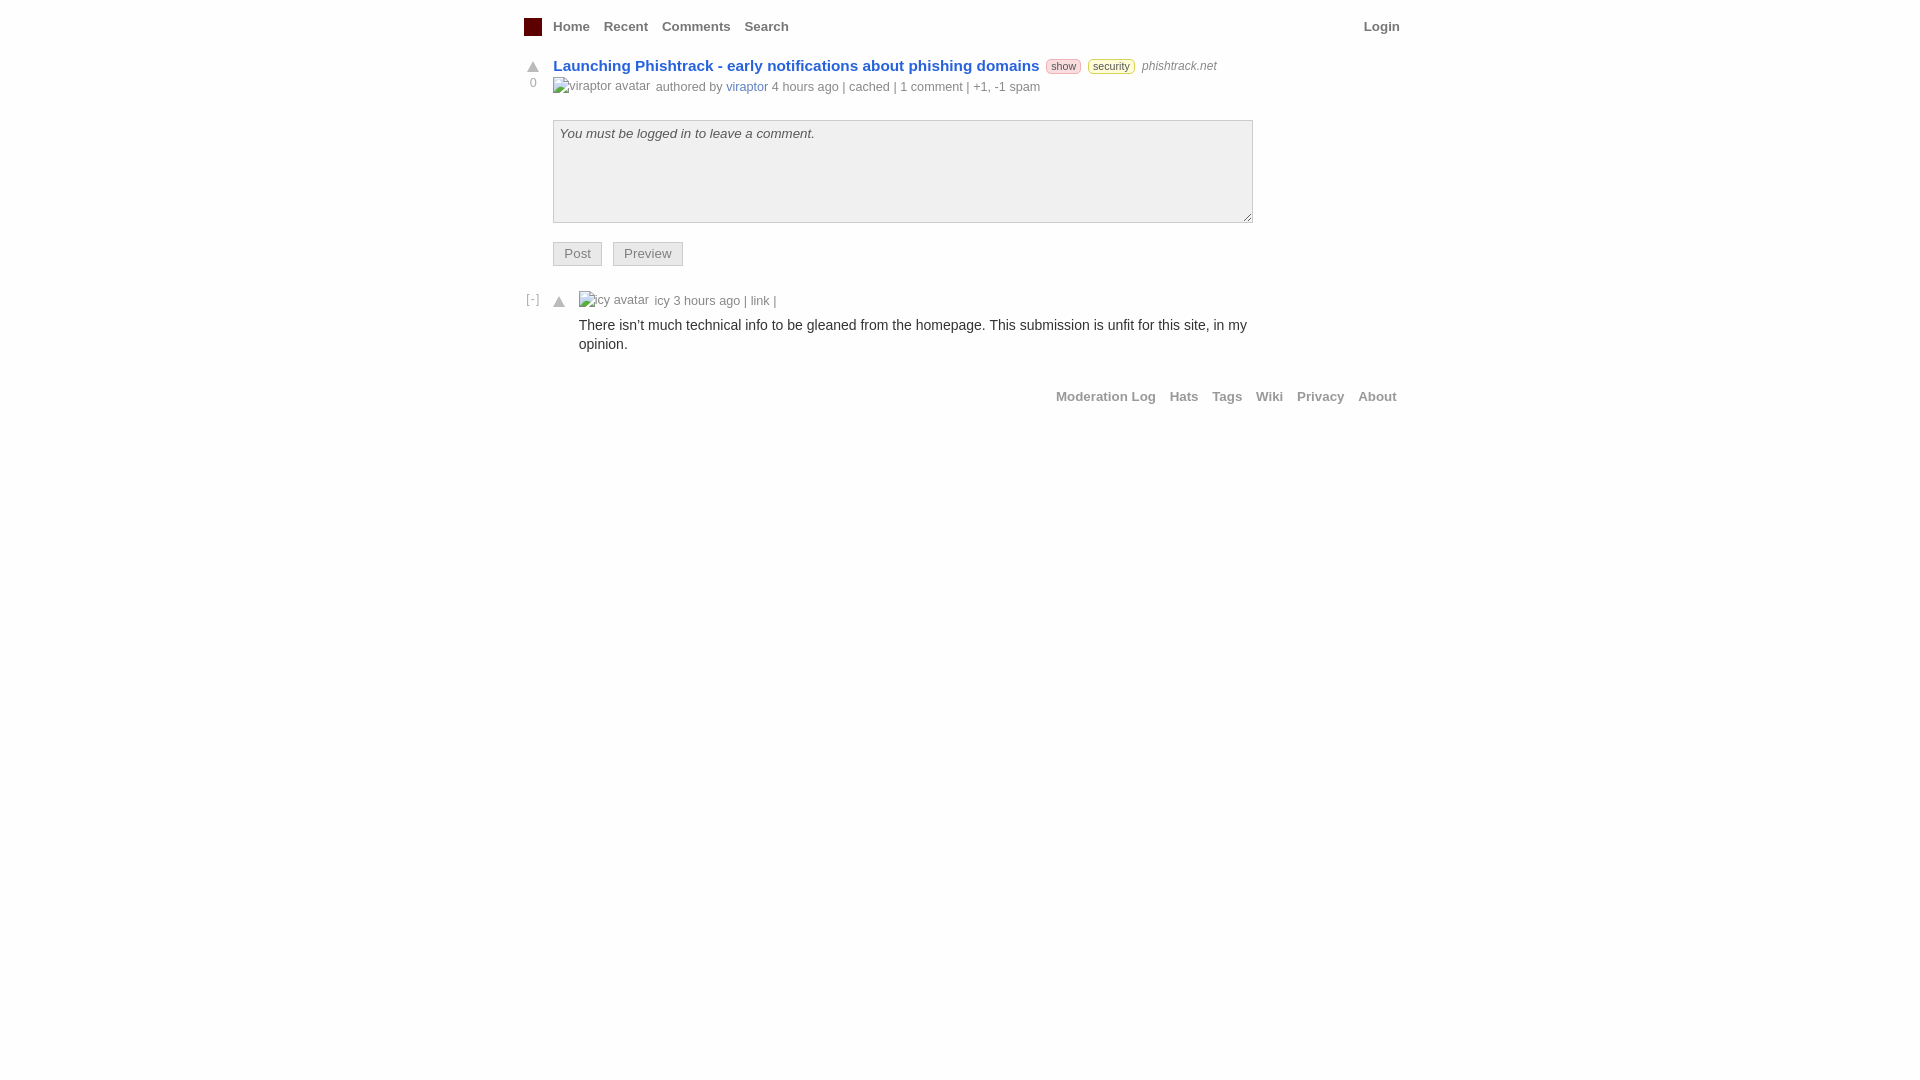 Home Recent Comments Search Login
Launching Phishtrack - early notifications about phishing domains show security phishtrack.net
0
viraptor avatar authored by viraptor 4 hours ago | cached | 1 comment | +1, -1 spam
You must be logged in to leave a comment.
Post Preview
[-] icy avatar icy 3 hours ago | link |
There isn’t much technical info to be gleaned from the homepage. This submission is unfit for this site, in my
opinion.
Moderation Log Hats Tags Wiki Privacy About